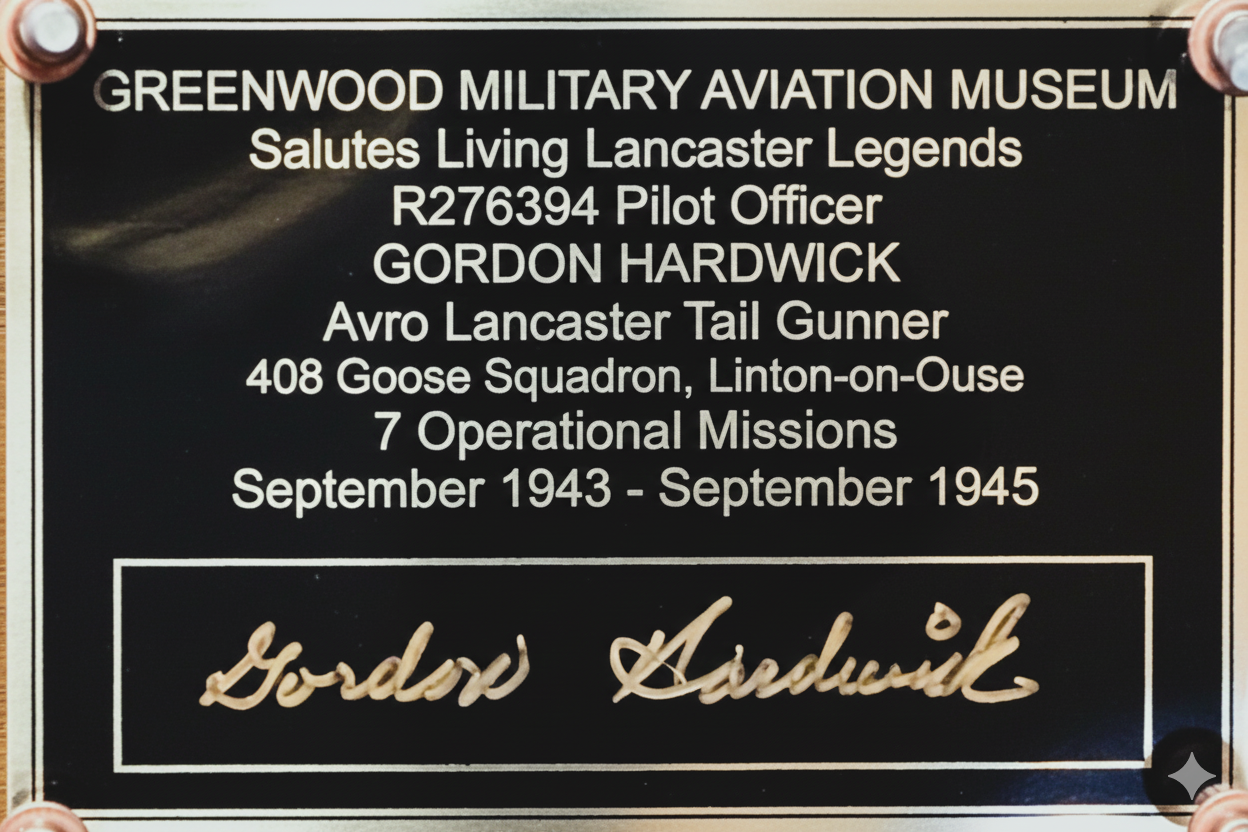 GREENWOOD MILITARY AVIATION MUSEUM
Salutes Living Lancaster Legends
R276394 Pilot Officer
GORDON HARDWICK
Avro Lancaster Tail Gunner
408 Goose Squadron, Linton-on-Ouse
7 Operational Missions
September 1943 - September 1945
Gordon Hardwick